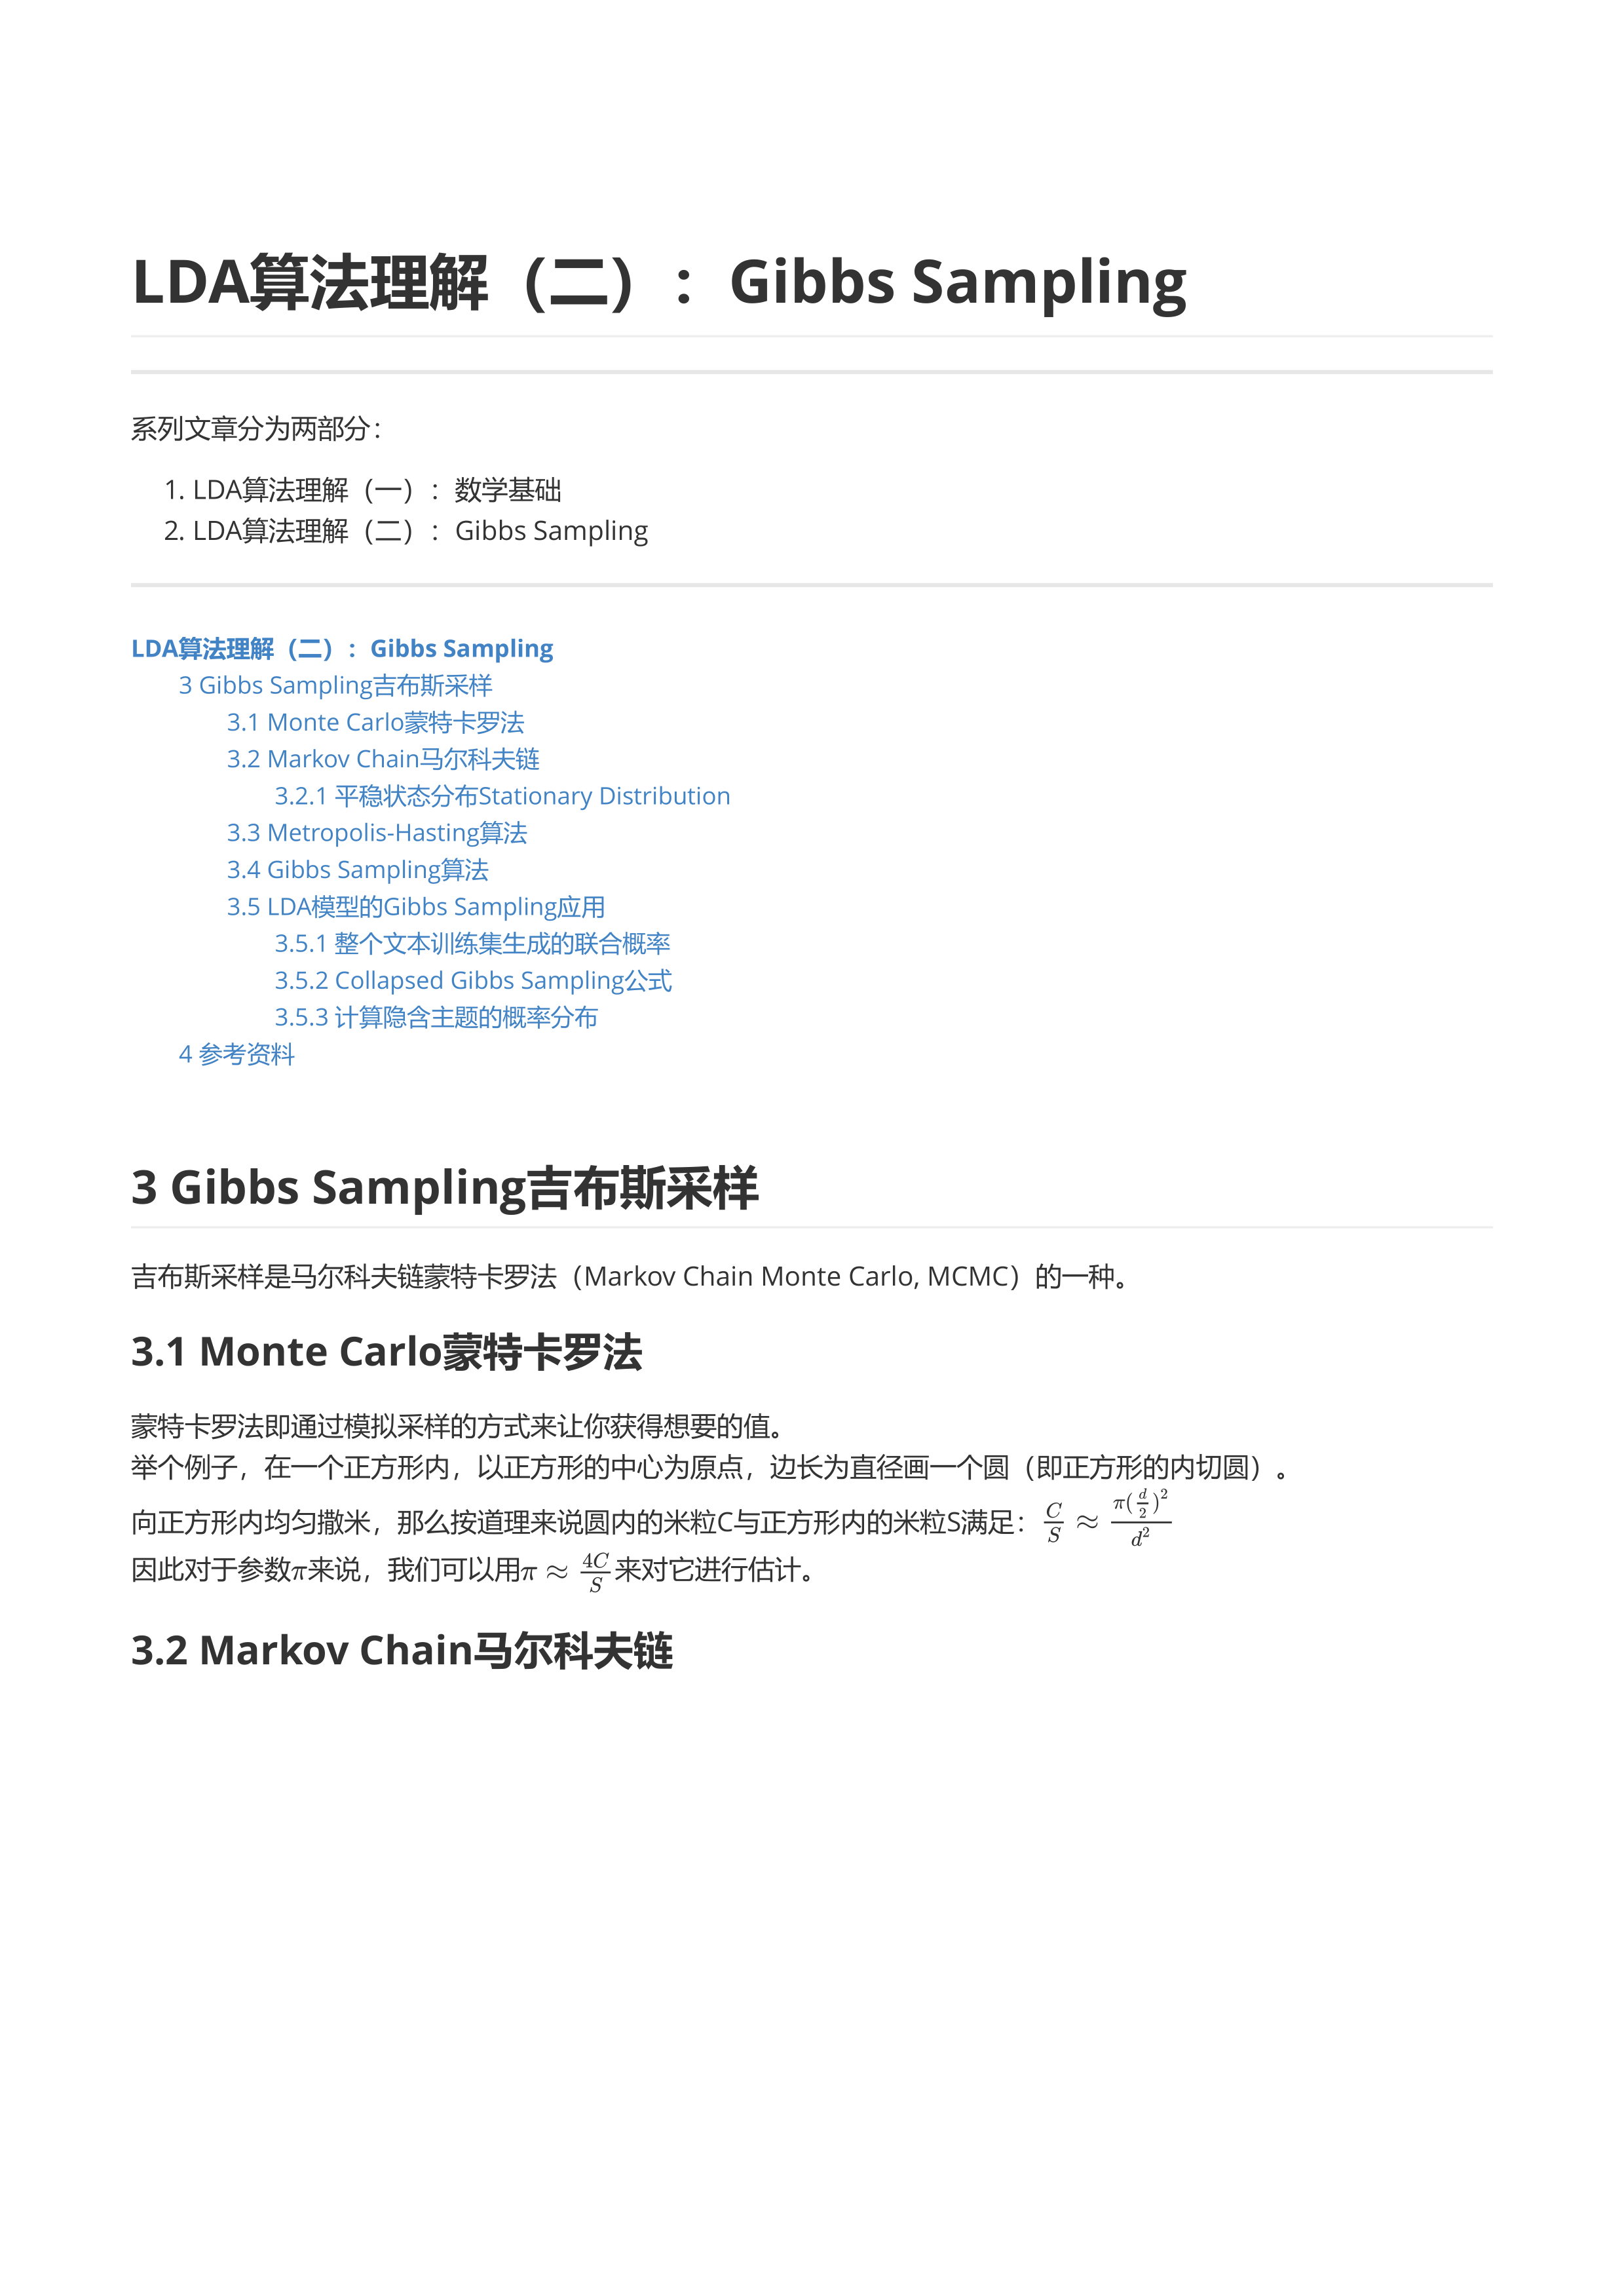 LDA算法理解（二）：Gibbs Sampling
系列文章分为两部分：
1. LDA算法理解（一）：数学基础
2. LDA算法理解（二）：Gibbs Sampling
LDA算法理解（二）：Gibbs Sampling
3 Gibbs Sampling吉布斯采样
3.1 Monte Carlo蒙特卡罗法
3.2 Markov Chain马尔科夫链
3.2.1 平稳状态分布Stationary Distribution
3.3 Metropolis-Hasting算法
3.4 Gibbs Sampling算法
3.5 LDA模型的Gibbs Sampling应用
3.5.1 整个文本训练集生成的联合概率
3.5.2 Collapsed Gibbs Sampling公式
3.5.3 计算隐含主题的概率分布
4 参考资料
3 Gibbs Sampling吉布斯采样
吉布斯采样是马尔科夫链蒙特卡罗法（Markov Chain Monte Carlo, MCMC）的一种。
3.1 Monte Carlo蒙特卡罗法
蒙特卡罗法即通过模拟采样的方式来让你获得想要的值。
举个例子，在一个正方形内，以正方形的中心为原点，边长为直径画一个圆（即正方形的内切圆）。
向正方形内均匀撒米，那么按道理来说圆内的米粒C与正方形内的米粒S满足：$\frac{C}{S} \approx \frac{\pi(\frac{d}{2})^2}{d^2}$
因此对于参数$\pi$来说，我们可以用$\pi \approx \frac{4C}{S}$来对它进行估计。
3.2 Markov Chain马尔科夫链